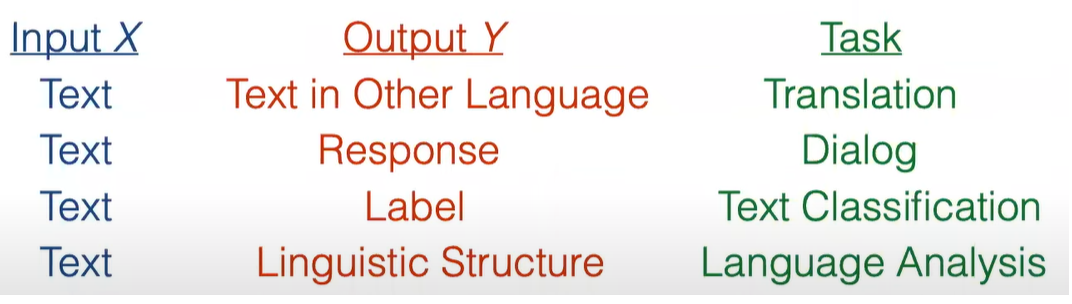 Input X Output Y Task
Text Text in Other Language Translation
Text Response Dialog
Text Label Text Classification
Text Linguistic Structure Language Analysis